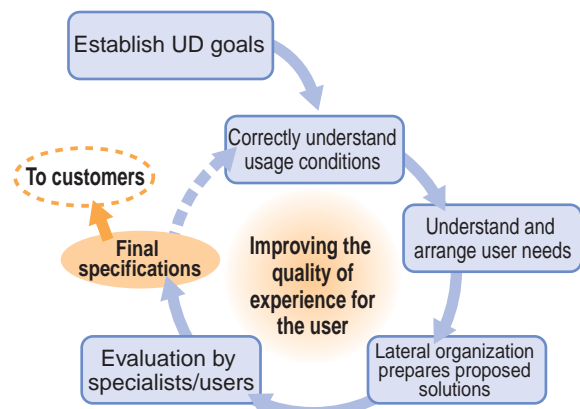 Establish UD goals
Correctly understand
usage conditions
To customers
Understand and
arrange user needs
Final
specifications
Improving the
quality of
experience for
the user
Evaluation by
specialists/users
Lateral organization
prepares proposed
solutions